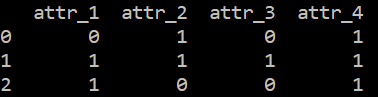 attr_1 attr_2 attr_3 attr_4
0 0 1 0 1
1 1 1 1 1
2 1 0 0 1